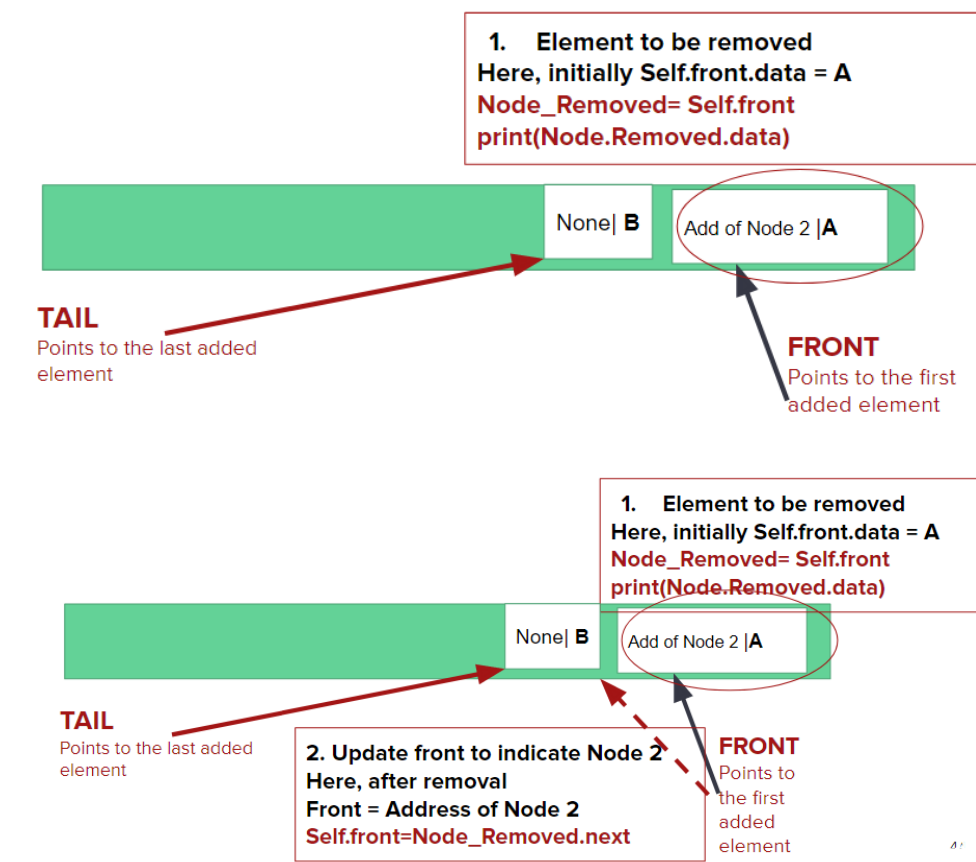 1. Element to be removed
Here, initially Self.front.data = A
Node_Removed= Self.front
print(Node.Removed.data)
None| B
Add of Node 2 |A
TAIL
Points to the last added
element
FRONT
Points to the first
added element
1. Element to be removed
Here, initially Self.front.data = A
Node_Removed= Self.front
print(Node.Removed.data)
None| B
Add of Node 2 |A
TAIL
Points to the last added
element
2. Update front to indicate Node 2
Here, after removal
Front = Address of Node 2
Self.front=Node_Removed.next
FRONT
Points to
the first
added
element